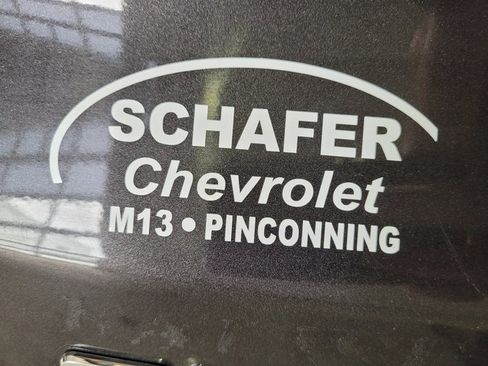 SCHAFER
Chevrolet
M13 • PINCONNING